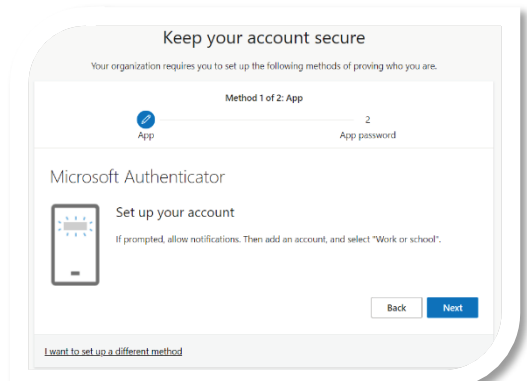 Keep your account secure
Your organization requires you to set up the following methods of proving who you are.
Method 1 of 2: App
2
App
App password
Microsoft Authenticator
Set up your account
If prompted, allow notifications. Then add an account, and select "Work or school".
Back Next
I want to set up a different method